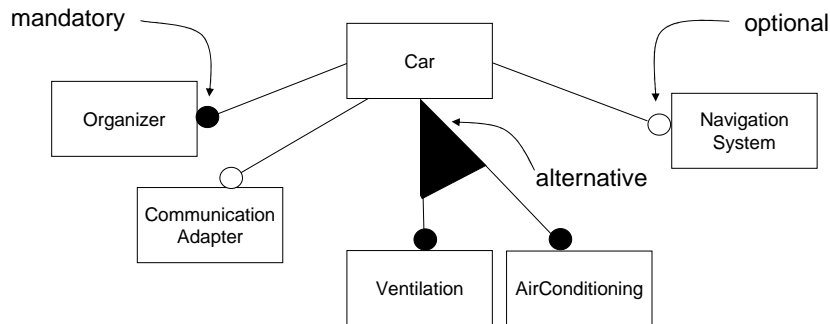 mandatory
optional
Car
Organizer
Navigation
System
alternative
Communication
Adapter
Ventilation
AirConditioning